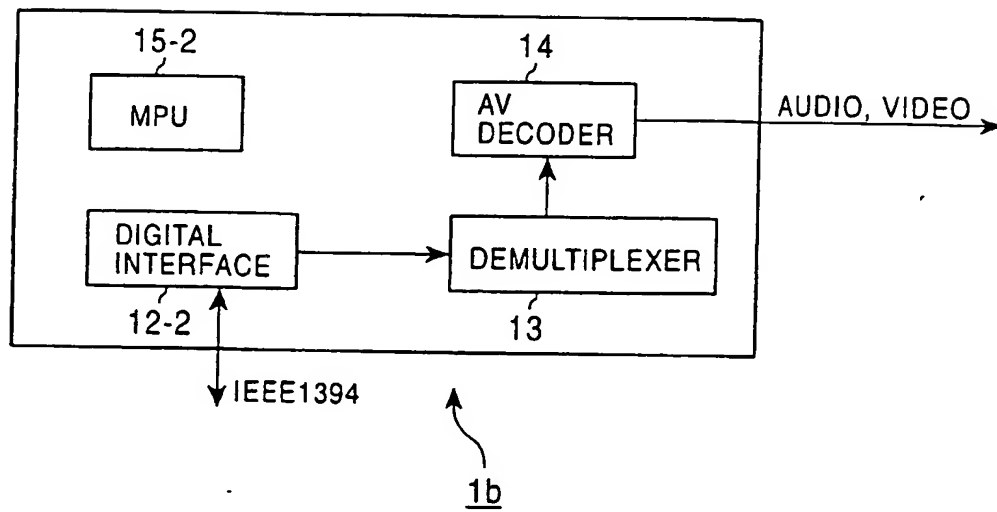 15-2
MPU
14
AV
DECODER
AUDIO, VIDEO
DIGITAL
INTERFACE
12-2
DEMULTIPLEXER
13
IEEE1394
1b